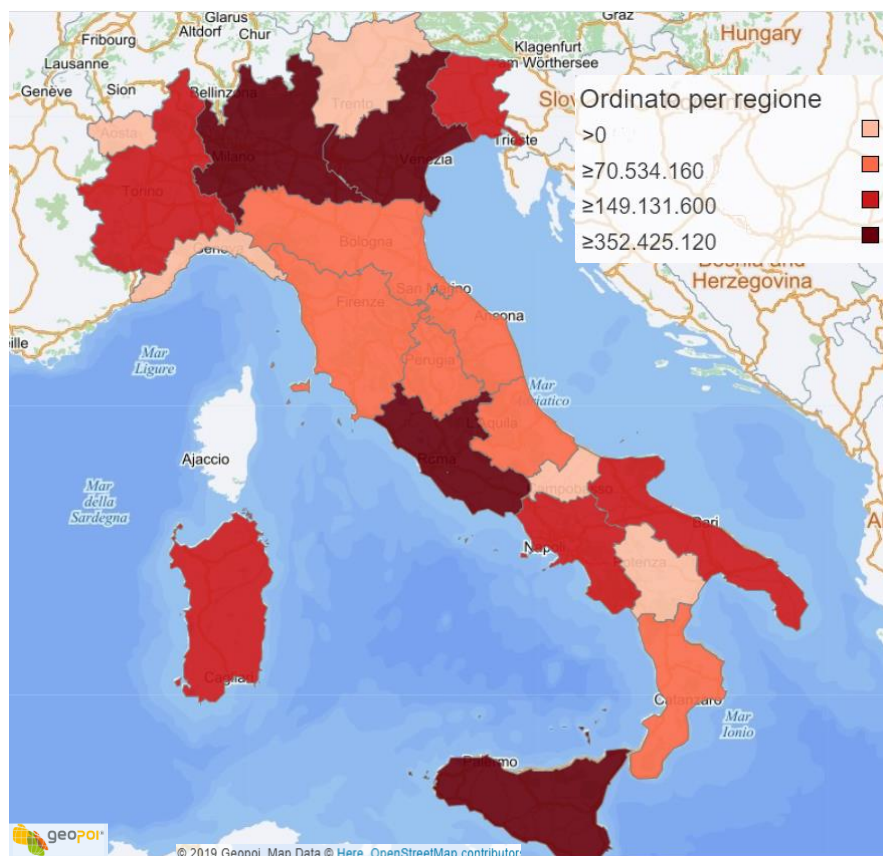 Glarus
Graz
Fribourg
Altdorf
Chur
Hungary
Klagenfurt
am Wörthersee
Lausanne
Genève
Sion
Bellinzona
Trento
Aosta
Milano
Venezia
Trieste
Torino
Genova
Bologna
San Marino
Firenze
Ancona
Perugia
Ordinato per regione
>0
≥70.534.160
≥149.131.600
≥352.425.120
Bosnia and
Herzegovina
eille
Mar
Ligure
Mar
L'Aquila
Roma
Ajaccio
Mar
della
Sardegna
Campobasso
Bari
Napoli
Potenza
Cagliari
Catanzaro
Mar
Ionio
Palermo
geopoi
© 2019 Geopoi, Map Data © Here, OpenStreetMap contributors